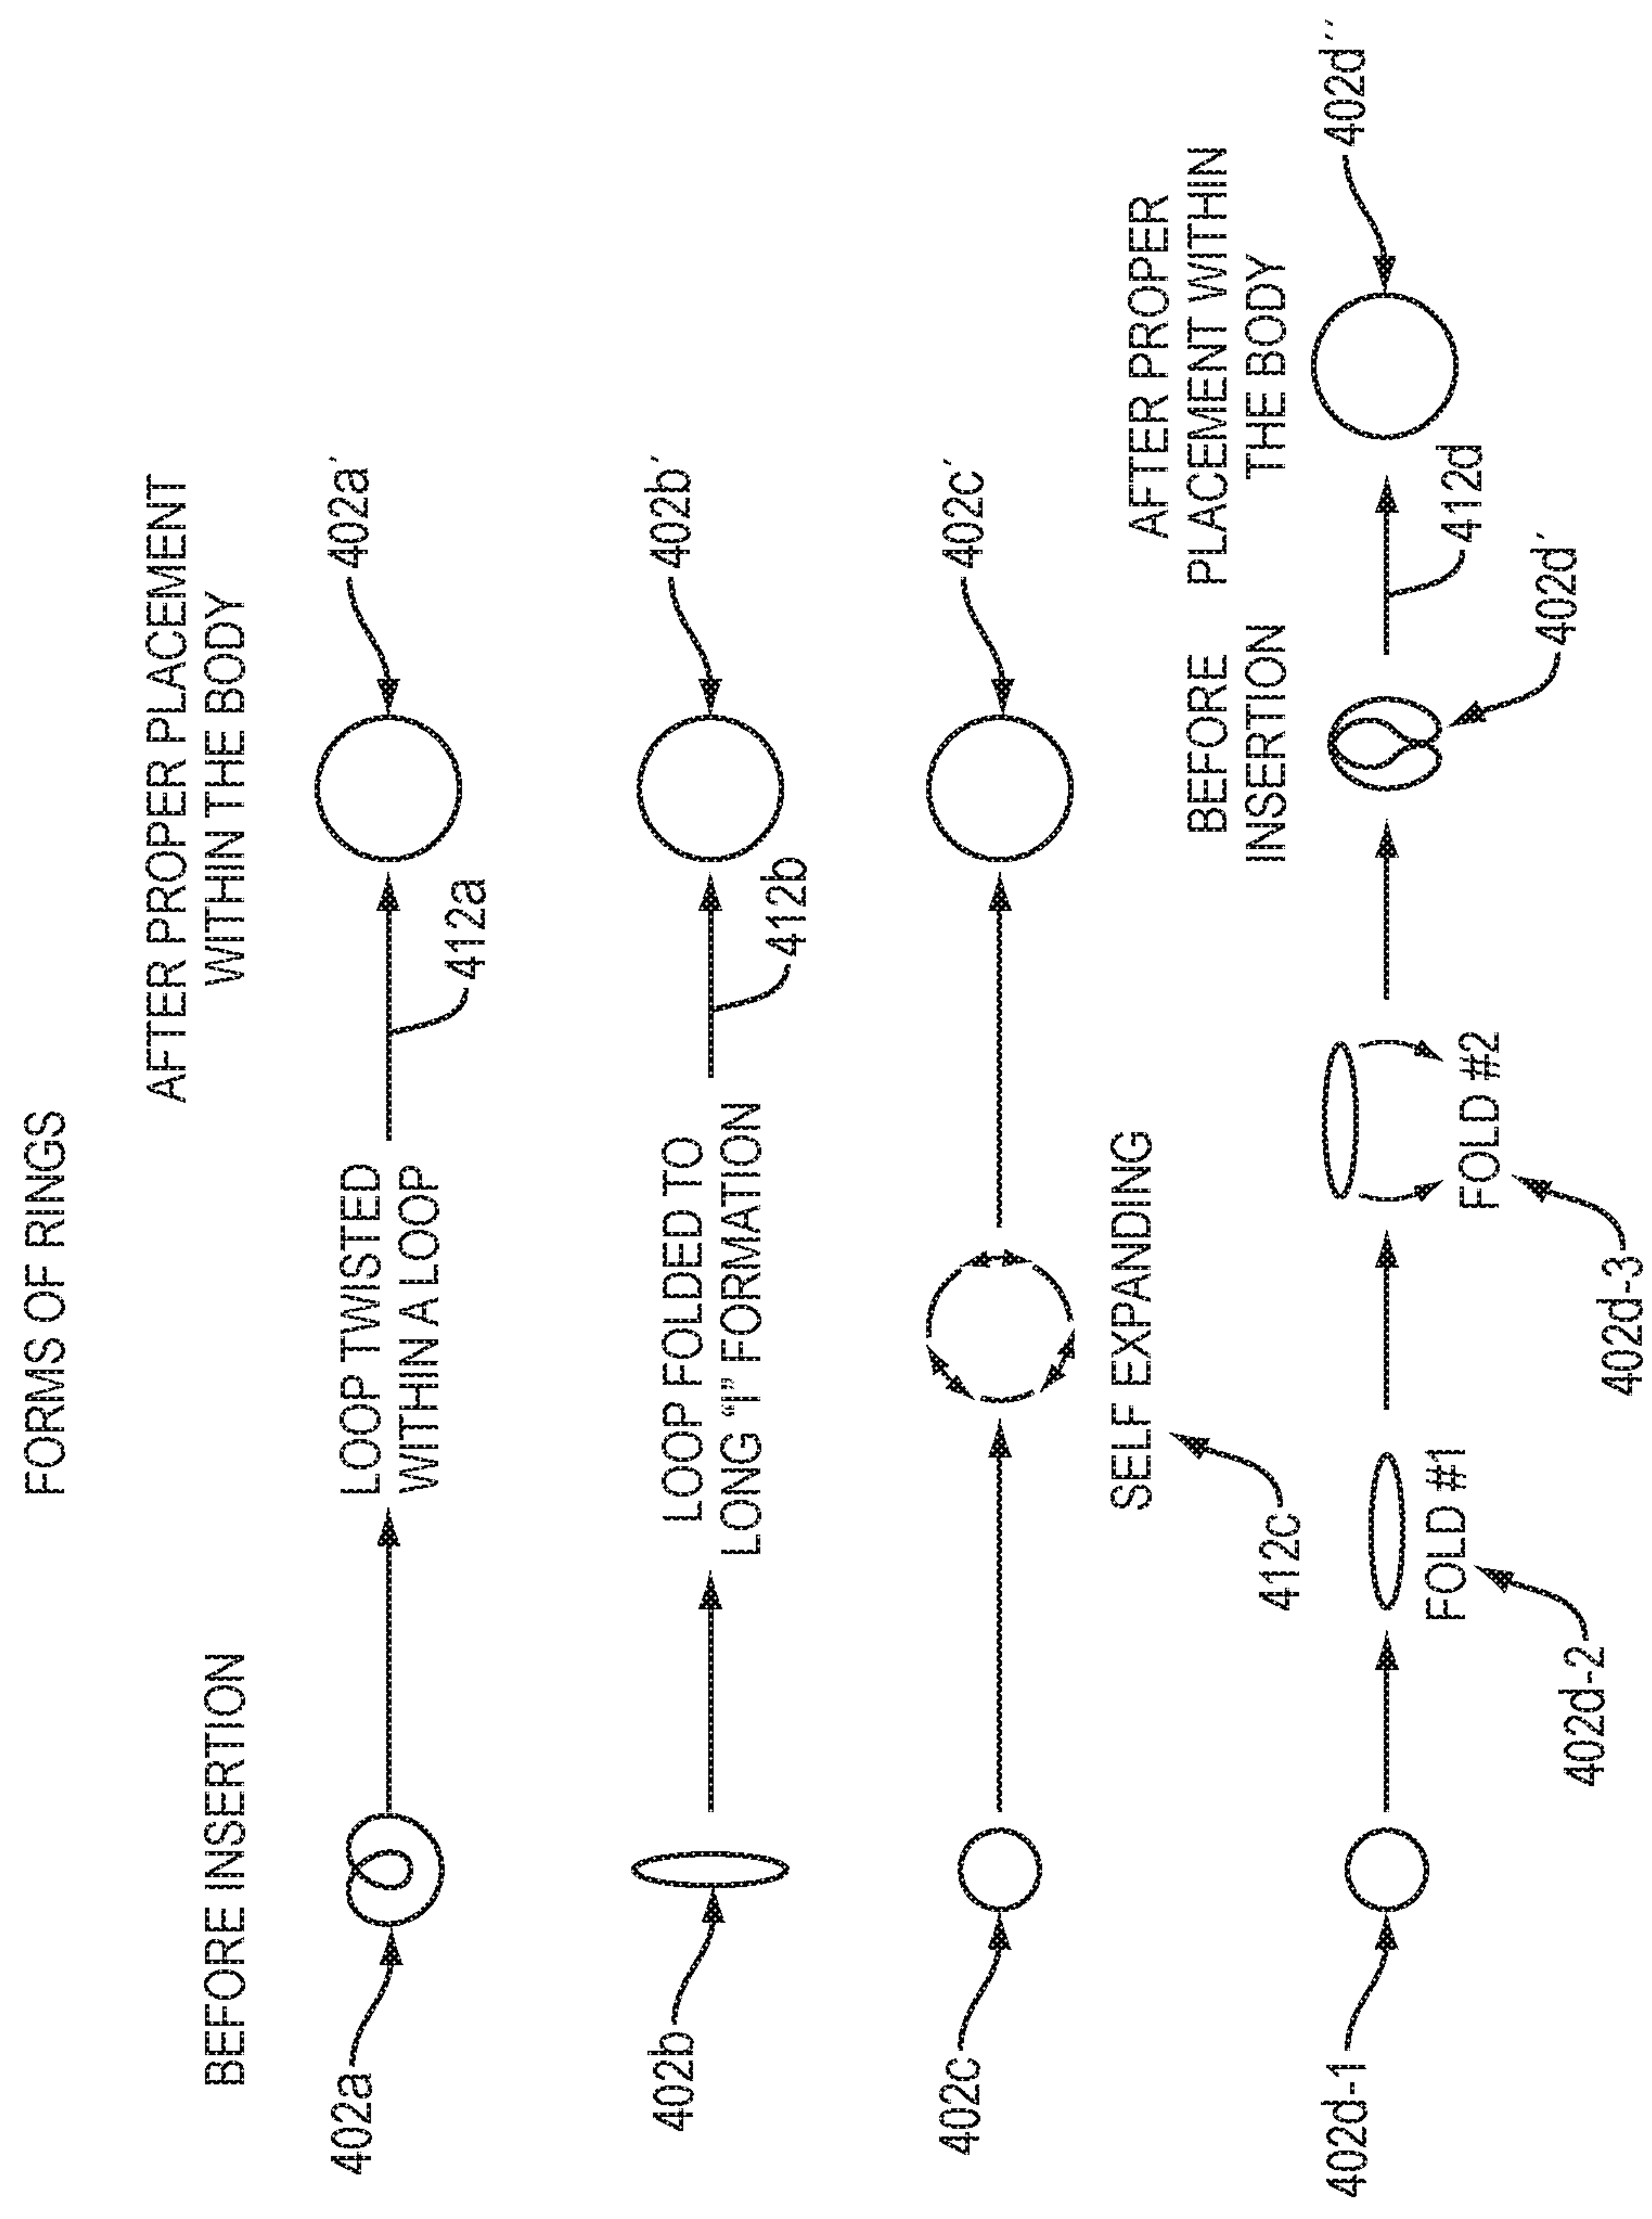 FORMS OF RINGS
BEFORE INSERTION
AFTER PROPER PLACEMENT
WITHIN THE BODY
402a
LOOP TWISTED
WITHIN A LOOP
412a
402a′
402b
LOOP FOLDED TO
LONG "I" FORMATION
412b
402b′
402c
SELF EXPANDING
412c
402c′
BEFORE
INSERTION
AFTER PROPER
PLACEMENT WITHIN
THE BODY
402d-1
FOLD #1
402d-2
FOLD #2
402d-3
402d′
412d
402d′′